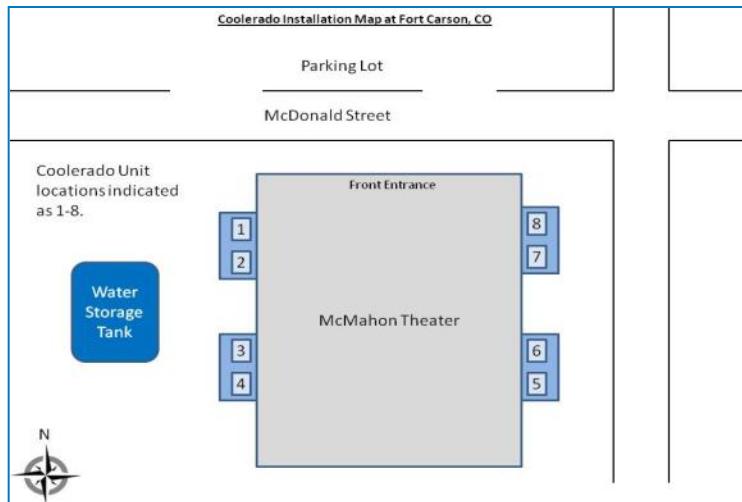 Coolerado Installation Map at Fort Carson, CO
Parking Lot
McDonald Street
Coolerado Unit
locations indicated
as 1-8.
Front Entrance
1
2
8
7
Water
Storage
Tank
McMahon Theater
3
4
6
5
N